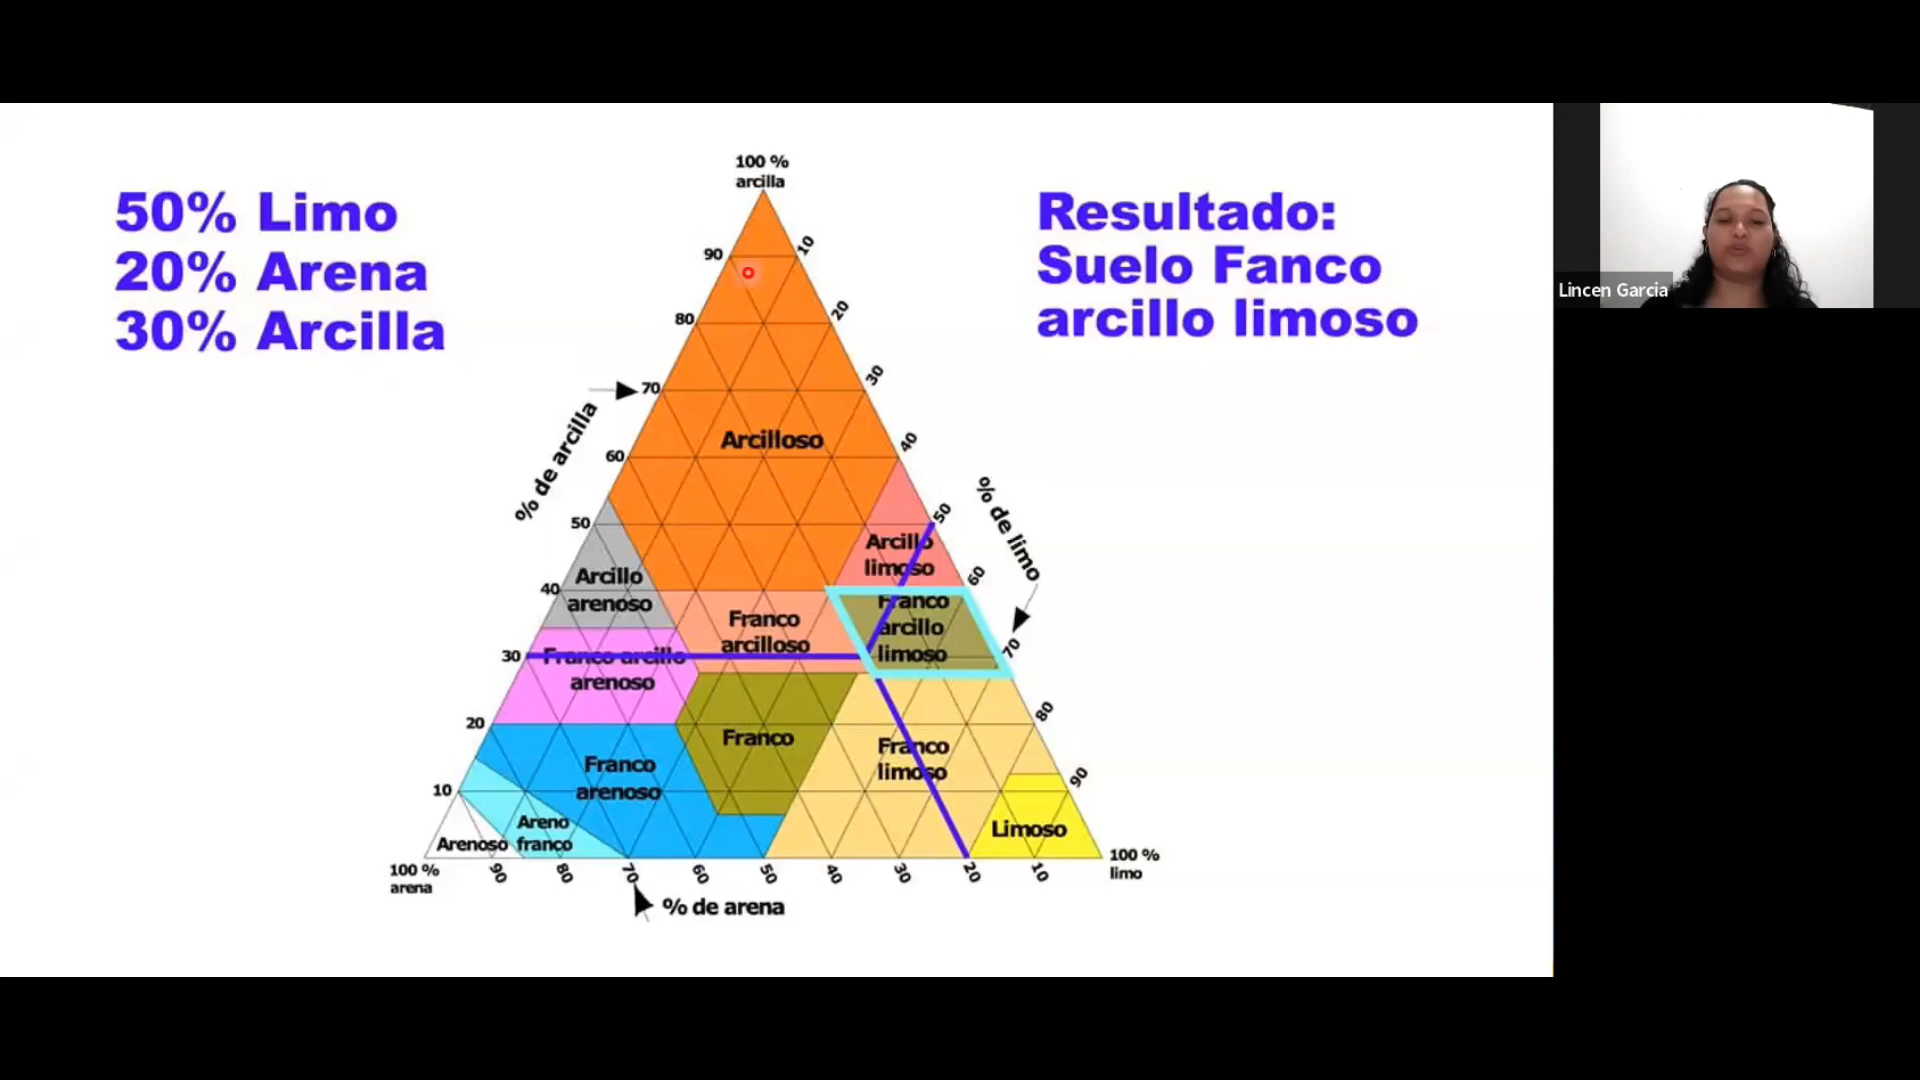 50% Limo
20% Arena
30% Arcilla
Resultado:
Suelo Fanco
arcillo limoso
100 %
arcilla
90
10
80
20
70
30
% de arcilla
Arcilloso
60
40
50
50
% de limo
Arcillo
limoso
Arcillo
arenoso
40
60
Franco
arcilloso
Franco
arcillo
limoso
30
70
Franco arcillo
arenoso
20
80
Franco
Franco
limoso
Franco
arenoso
10
90
Areno
franco
Arenoso
Limoso
100 %
arena
90
80
70
60
50
40
30
20
10
100 %
limo
% de arena
Lincen Garcia